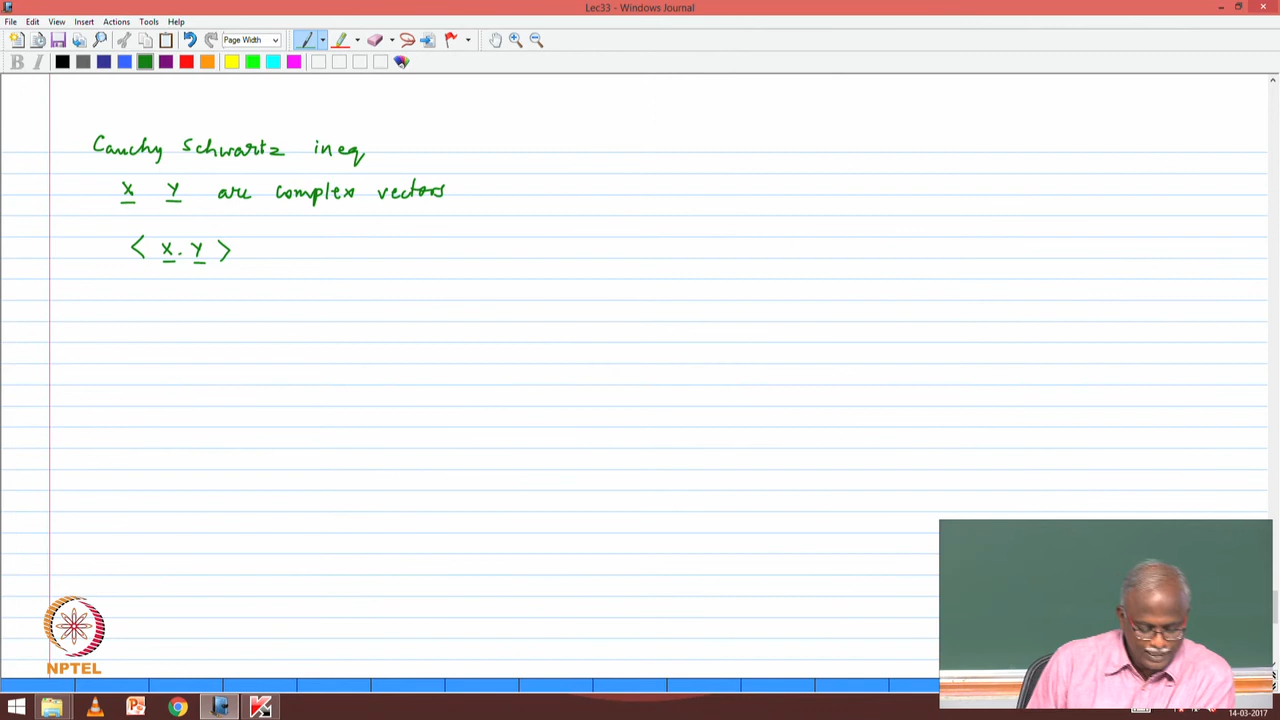 Lec33 - Windows Journal
File Edit View Insert Actions Tools Help
Page Width
B I
Cauchy Schwartz ineq
x y are complex vectors
< x . y >
NPTEL
14-03-2017